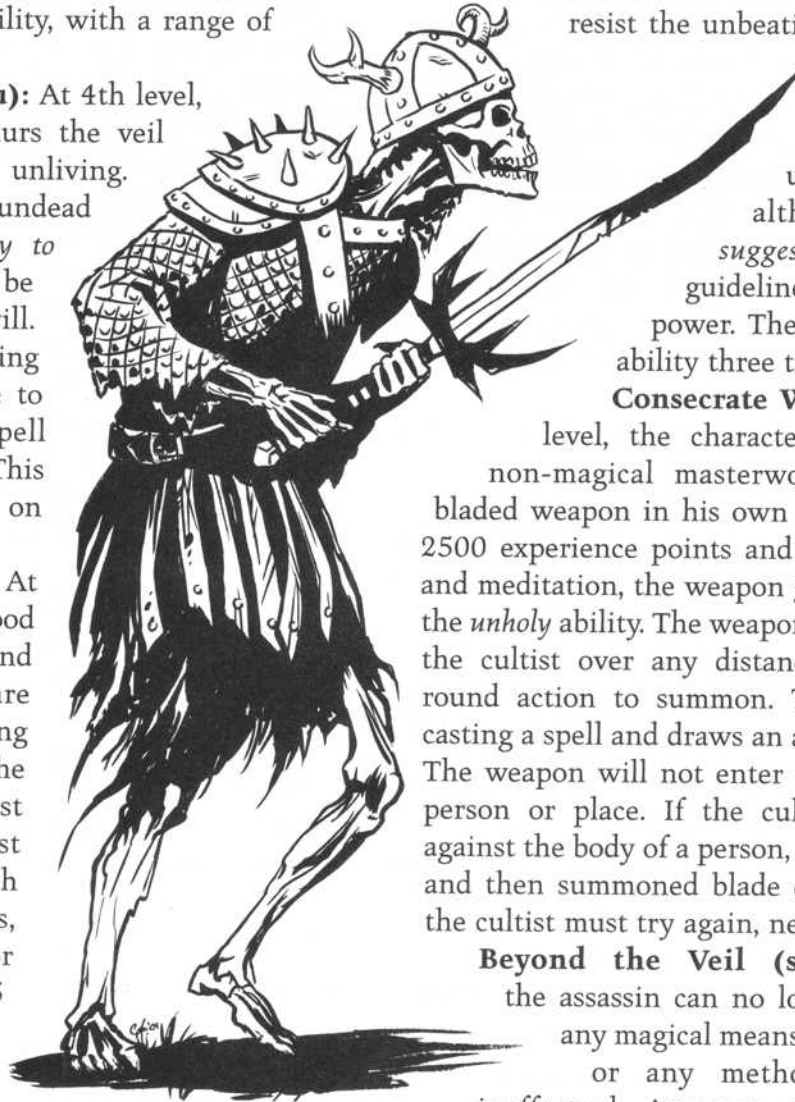 ility, with a range of
u): At 4th level,
urs the veil
unliving.
undead
y to
be
ill.
ing
to
pell
This
on
At
ood
nd
are
ing
he
st
st
h
s,
or
resist the unbeati
u
alth
sugges
guideline
power. The
ability three t
Consecrate W
level, the characte
non-magical masterwo
bladed weapon in his own
2500 experience points and
and meditation, the weapon
the unholy ability. The weapon
the cultist over any distanc
round action to summon. T
casting a spell and draws an a
The weapon will not enter
person or place. If the cul
against the body of a person,
and then summoned blade
the cultist must try again, ne
Beyond the Veil (s
the assassin can no lo
any magical means
or any metho